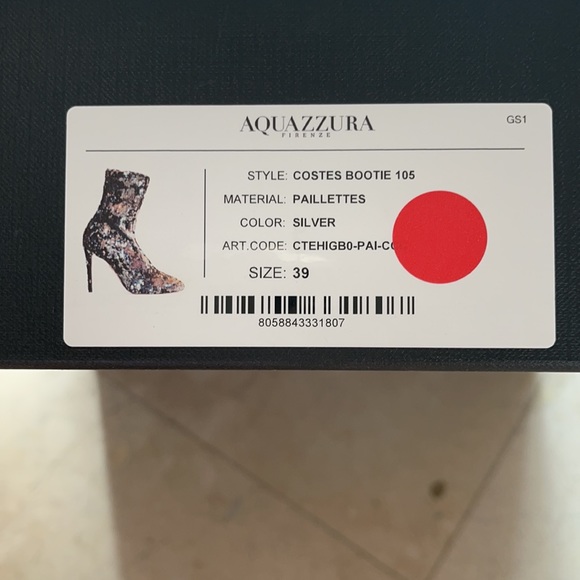 AQUAZZURA
FIRENZE
GS1
STYLE: COSTES BOOTIE 105
MATERIAL: PAILLETTES
COLOR: SILVER
ART.CODE: CTEHIGB0-PAI-C
SIZE: 39
8058843331807